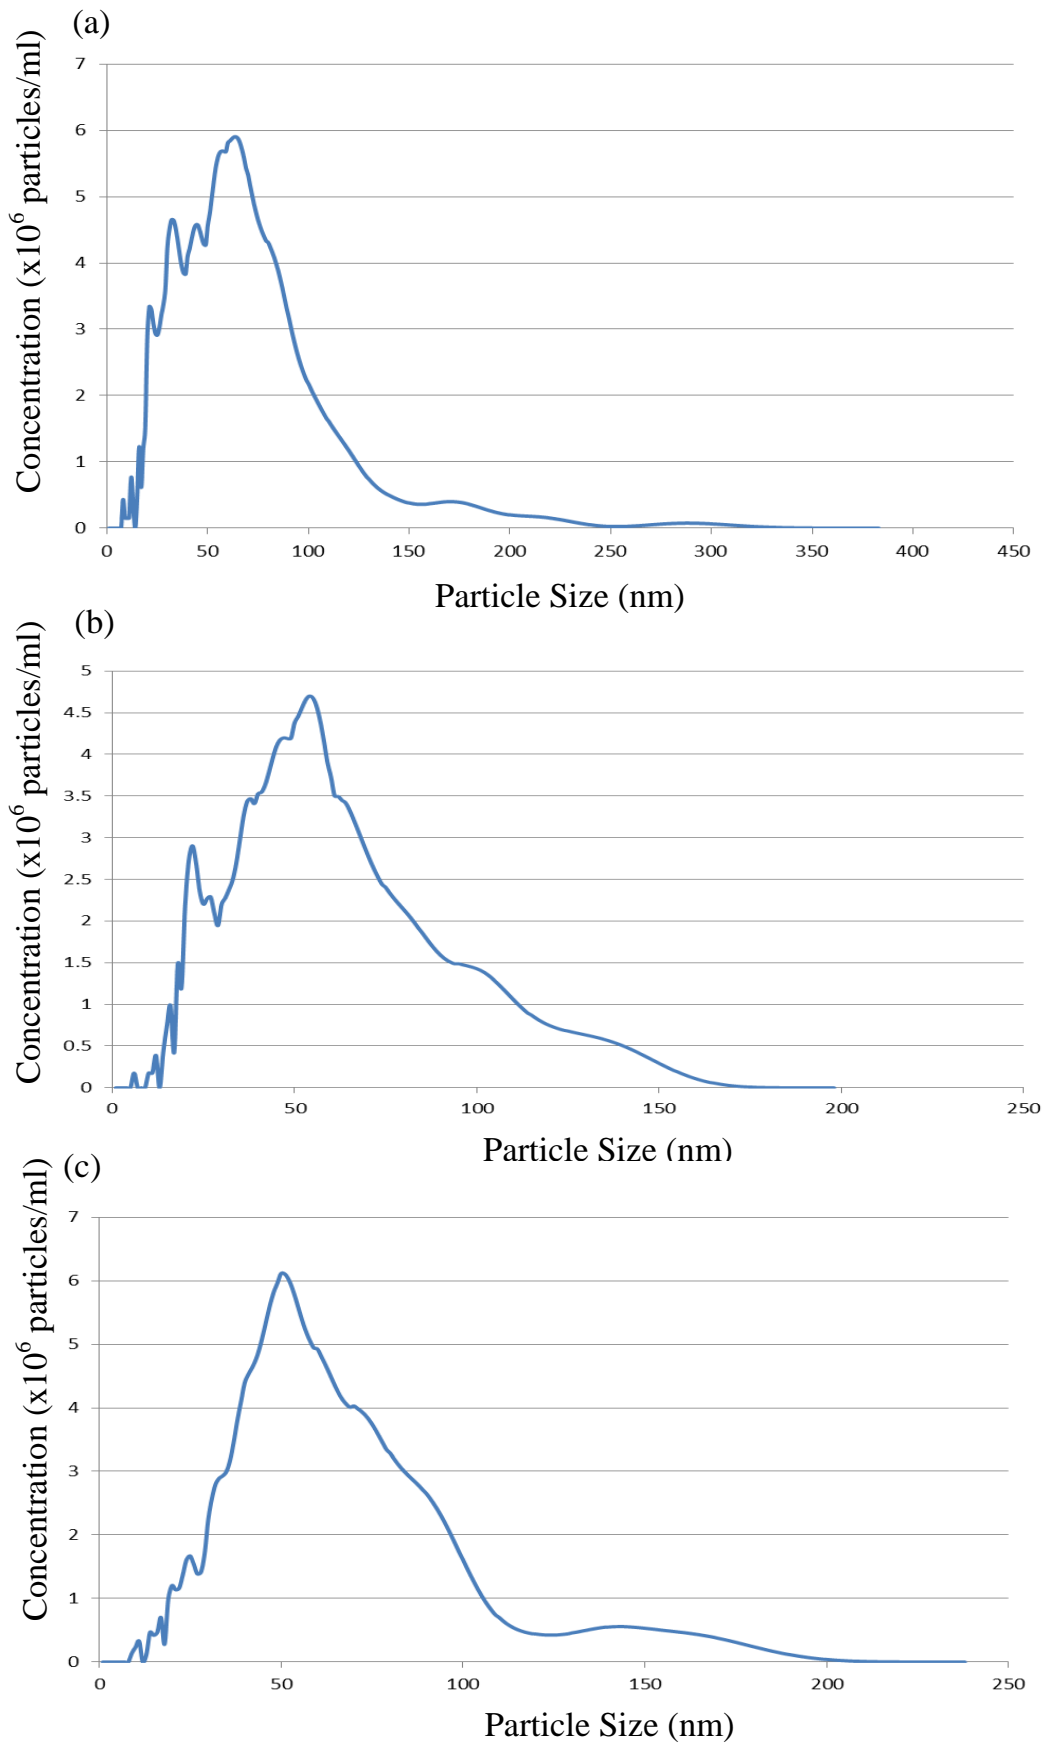 (a)
Concentration (x10⁶ particles/ml)
7
6
5
4
3
2
1
0
0 50 100 150 200 250 300 350 400 450
Particle Size (nm)
(b)
Concentration (x10⁶ particles/ml)
5
4.5
4
3.5
3
2.5
2
1.5
1
0.5
0
0 50 100 150 200 250
Particle Size (nm)
(c)
Concentration (x10⁶ particles/ml)
7
6
5
4
3
2
1
0
0 50 100 150 200 250
Particle Size (nm)